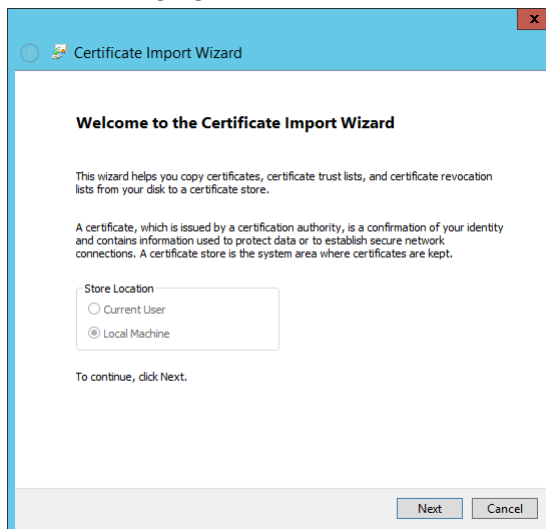 x
Certificate Import Wizard
Welcome to the Certificate Import Wizard
This wizard helps you copy certificates, certificate trust lists, and certificate revocation
lists from your disk to a certificate store.
A certificate, which is issued by a certification authority, is a confirmation of your identity
and contains information used to protect data or to establish secure network
connections. A certificate store is the system area where certificates are kept.
Store Location
Current User
Local Machine
To continue, click Next.
Next Cancel